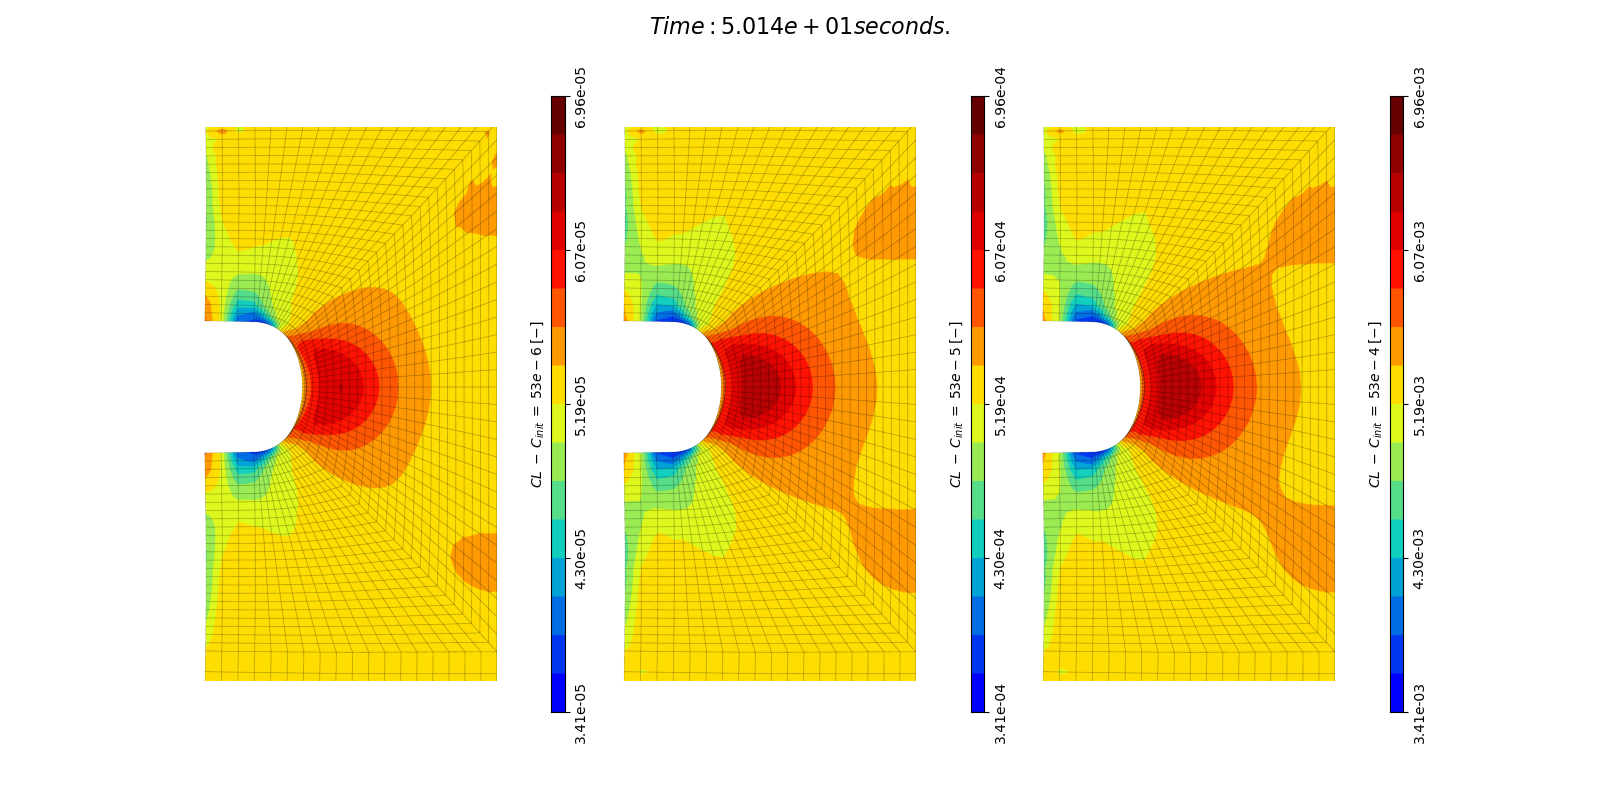 Time: 5.014e + 01seconds.
6.96e-05
6.07e-05
5.19e-05
4.30e-05
3.41e-05
CL − C_init = 53e − 6 [−]
6.96e-04
6.07e-04
5.19e-04
4.30e-04
3.41e-04
CL − C_init = 53e − 5 [−]
6.96e-03
6.07e-03
5.19e-03
4.30e-03
3.41e-03
CL − C_init = 53e − 4 [−]